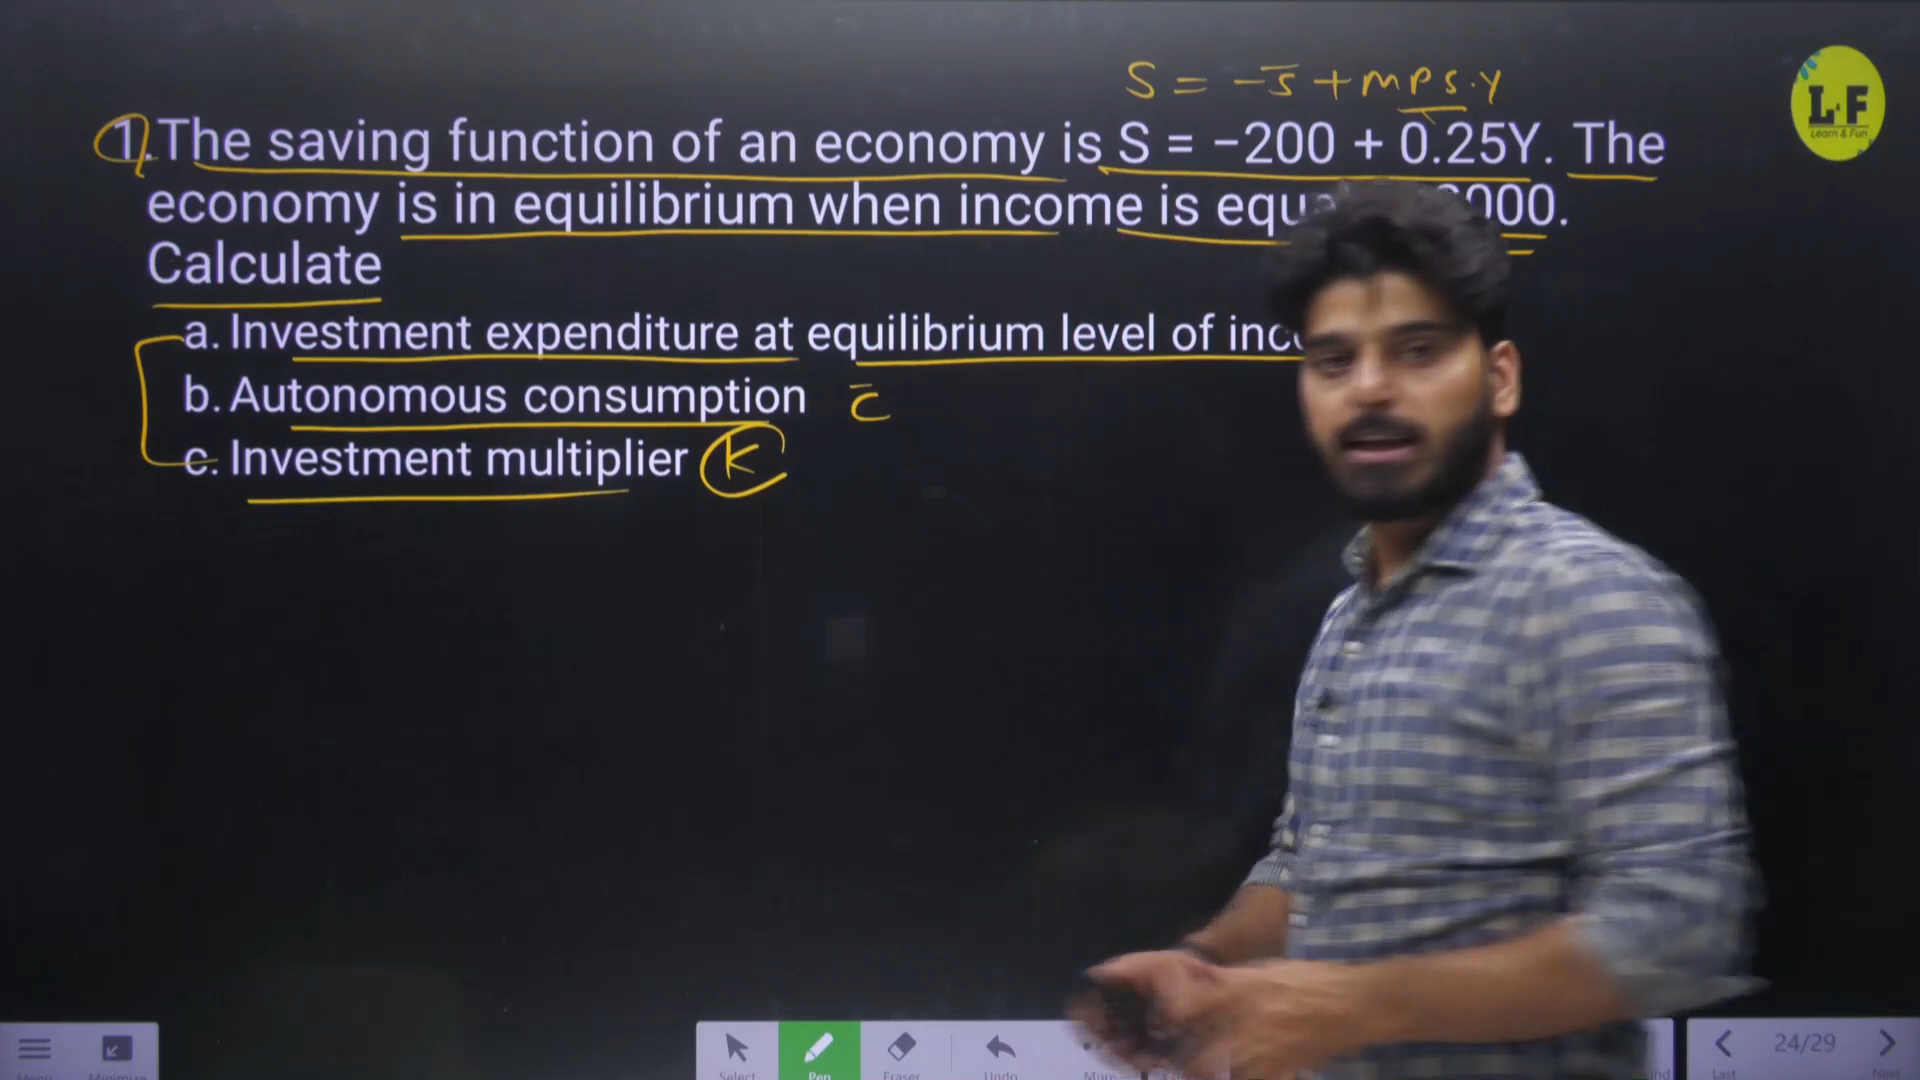 S = -s̅ + MPS.Y
1. The saving function of an economy is S = −200 + 0.25Y. The
economy is in equilibrium when income is 000.
Calculate
a. Investment expenditure at equilibrium level of
b. Autonomous consumption c̅
c. Investment multiplier K
L&F
Learn & Fun
Select Pen Eraser Undo More
Last 24/29 Next
Menu Minimize